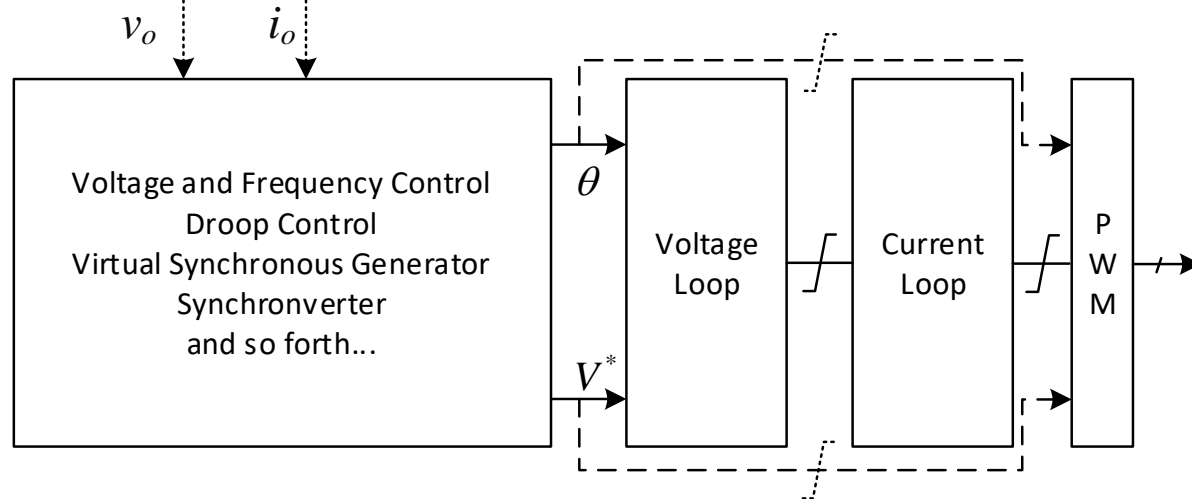 v_o i_o
Voltage and Frequency Control
Droop Control
Virtual Synchronous Generator
Synchronverter
and so forth...
θ
V*
Voltage
Loop
Current
Loop
P
W
M